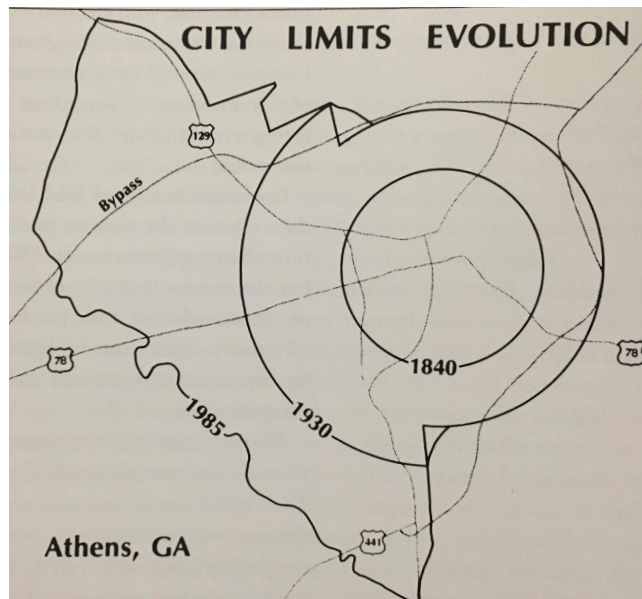 CITY LIMITS EVOLUTION
129
Bypass
78
78
1840
1930
1985
441
Athens, GA